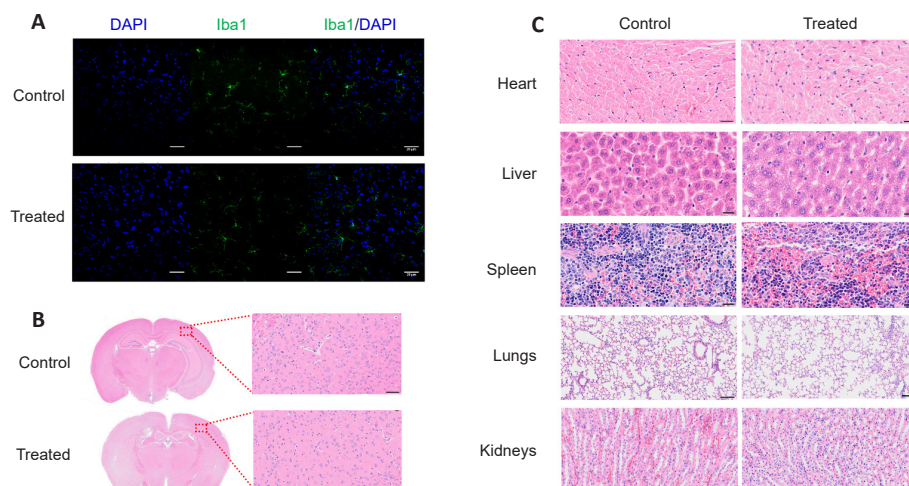 A
DAPI Iba1 Iba1/DAPI
Control
Treated
B
Control
Treated
C
Control Treated
Heart
Liver
Spleen
Lungs
Kidneys